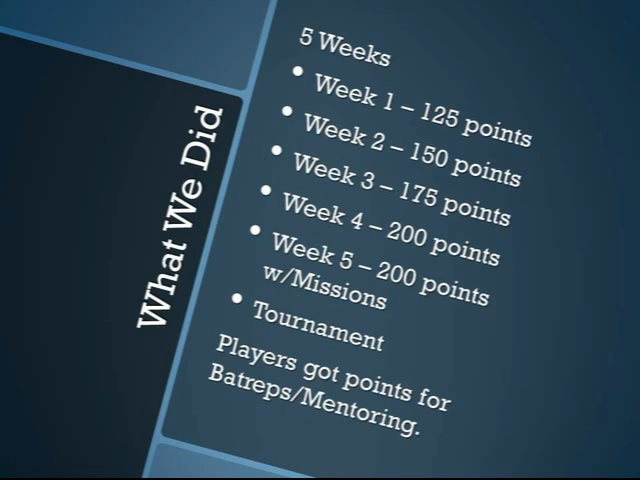 What We Did
5 Weeks
• Week 1 – 125 points
• Week 2 – 150 points
• Week 3 – 175 points
• Week 4 – 200 points
• Week 5 – 200 points
w/Missions
• Tournament
Players got points for
Batreps/Mentoring.